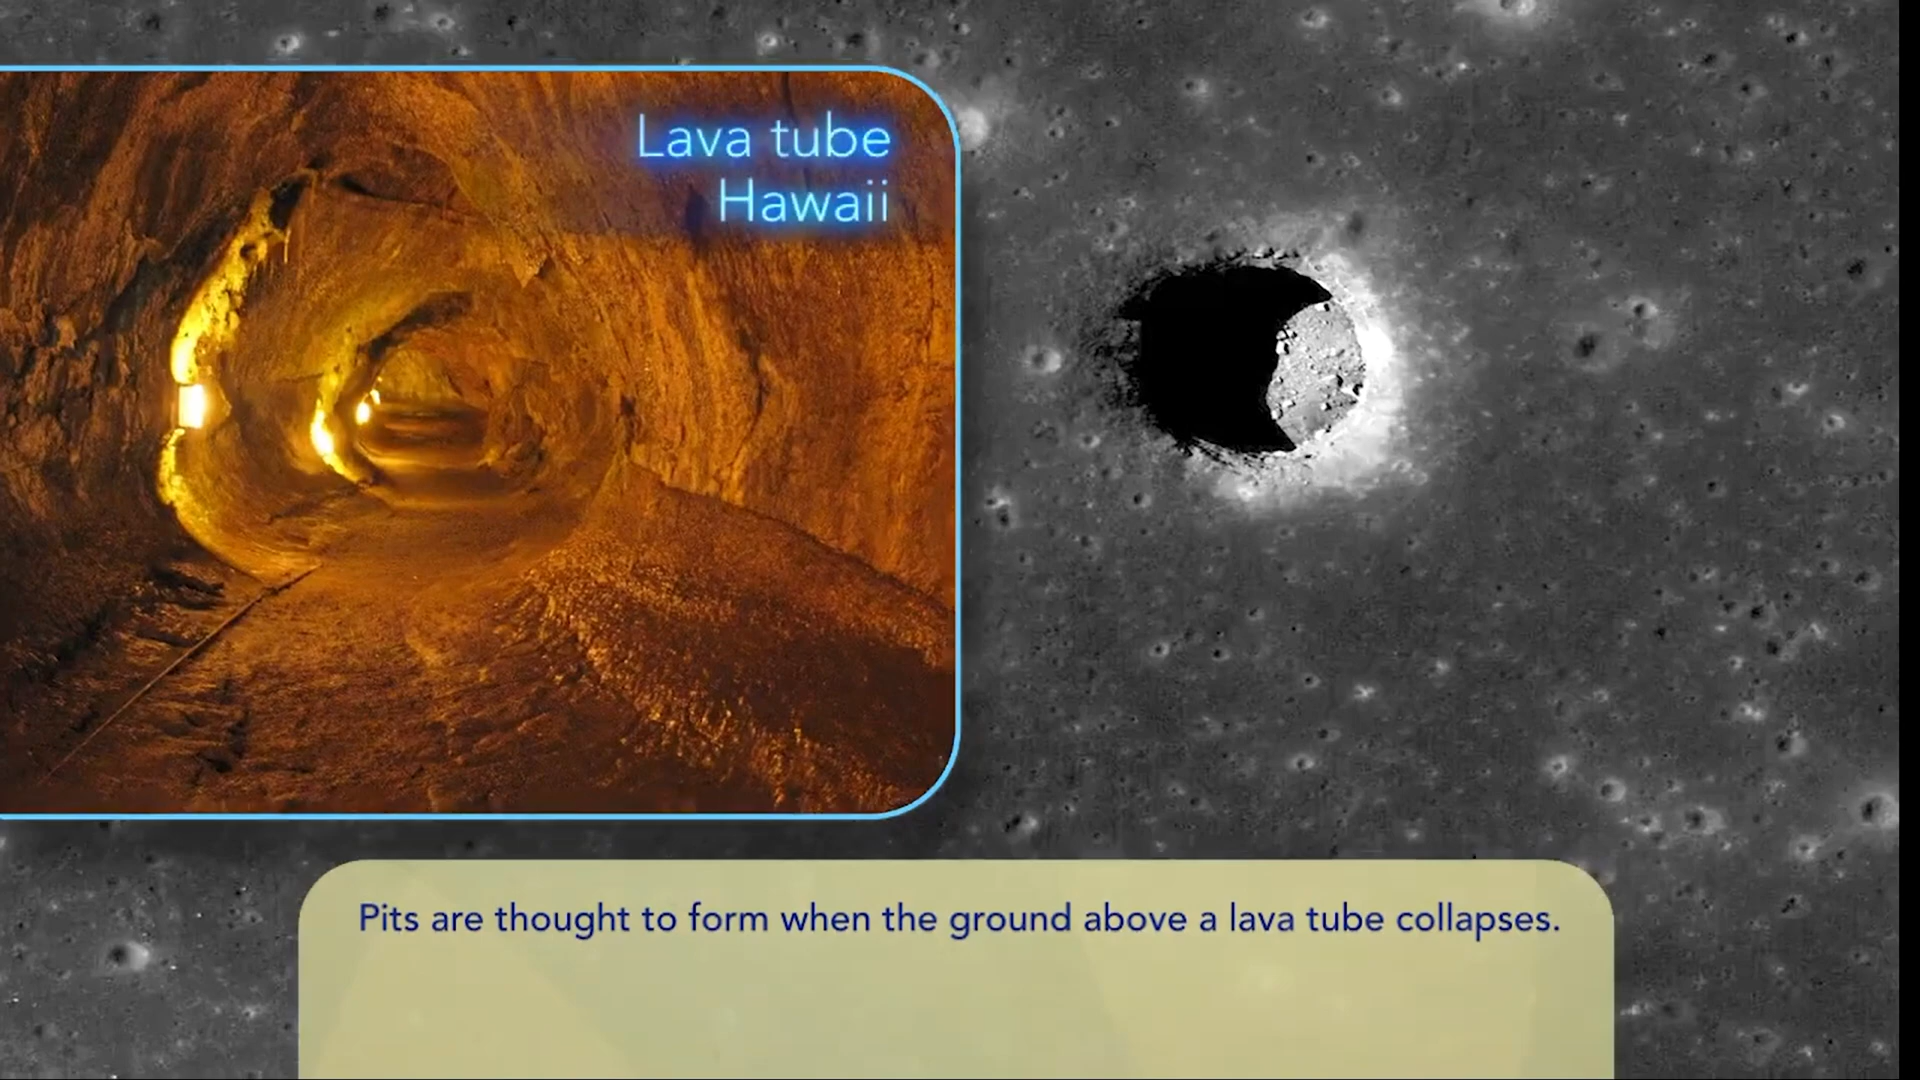 Lava tube
Hawaii
Pits are thought to form when the ground above a lava tube collapses.